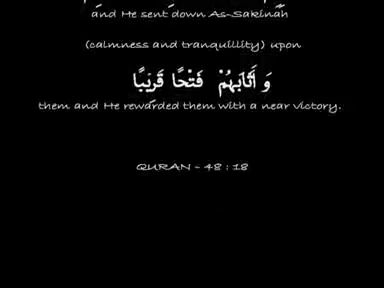 and He sent down As-Sakinah
(calmness and tranquillity) upon
وَ أَثَابَهُمْ فَتْحًا قَرِيبًا
them and He rewarded them with a near victory.
QURAN - 48 : 18